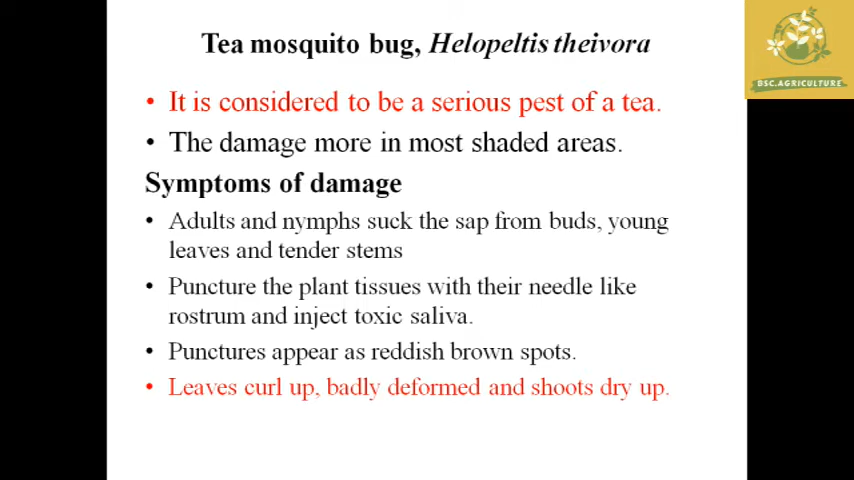 Tea mosquito bug, Helopeltis theivora
BSC.AGRICULTURE
• It is considered to be a serious pest of a tea.
• The damage more in most shaded areas.
Symptoms of damage
• Adults and nymphs suck the sap from buds, young
leaves and tender stems
• Puncture the plant tissues with their needle like
rostrum and inject toxic saliva.
• Punctures appear as reddish brown spots.
• Leaves curl up, badly deformed and shoots dry up.